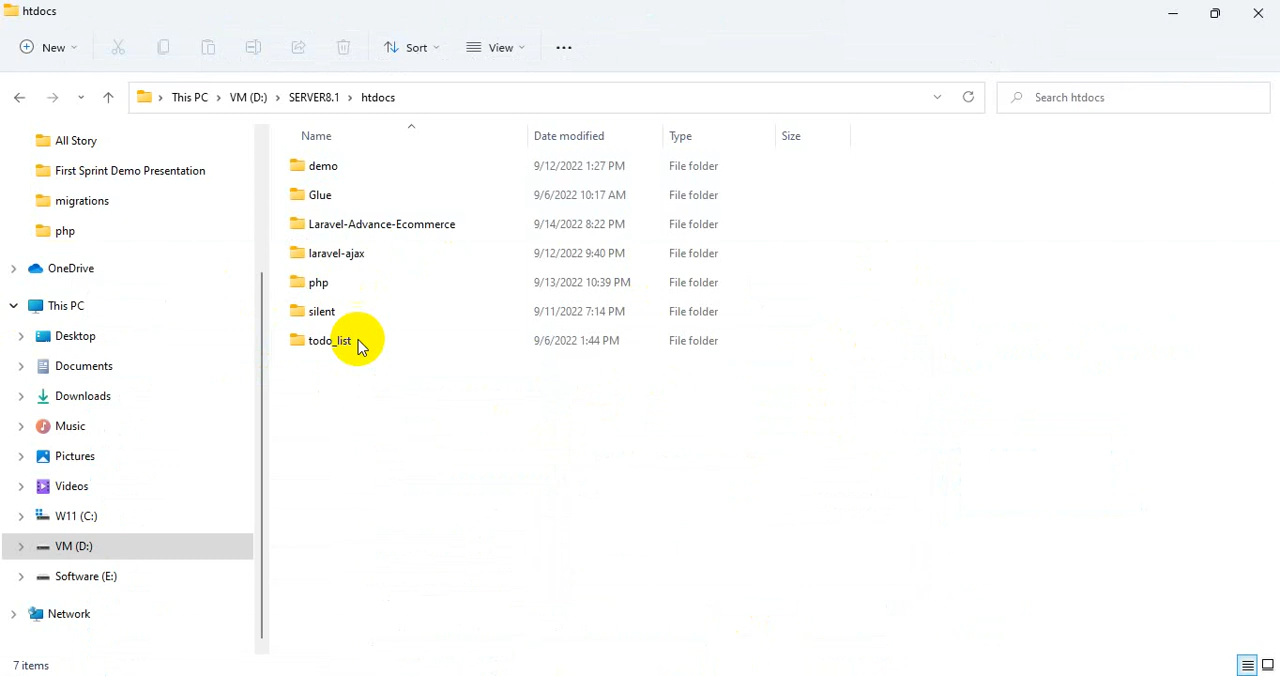 htdocs
New Sort View
This PC VM (D:) SERVER8.1 htdocs Search htdocs
All Story
First Sprint Demo Presentation
migrations
php
OneDrive
This PC
Desktop
Documents
Downloads
Music
Pictures
Videos
W11 (C:)
VM (D:)
Software (E:)
Network
Name Date modified Type Size
demo 9/12/2022 1:27 PM File folder
Glue 9/6/2022 10:17 AM File folder
Laravel-Advance-Ecommerce 9/14/2022 8:22 PM File folder
laravel-ajax 9/12/2022 9:40 PM File folder
php 9/13/2022 10:39 PM File folder
silent 9/11/2022 7:14 PM File folder
todo_list 9/6/2022 1:44 PM File folder
7 items